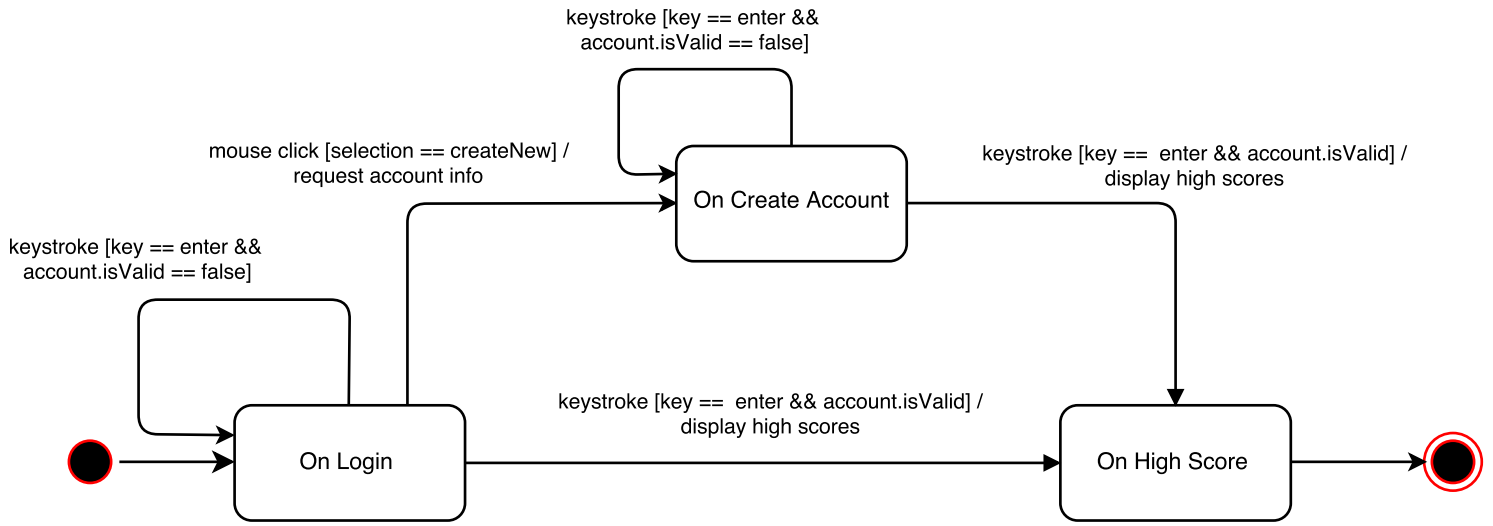 keystroke [key == enter &&
account.isValid == false]
mouse click [selection == createNew] /
request account info
keystroke [key ==  enter && account.isValid] /
display high scores
On Create Account
keystroke [key == enter &&
account.isValid == false]
keystroke [key ==  enter && account.isValid] /
display high scores
On Login
On High Score